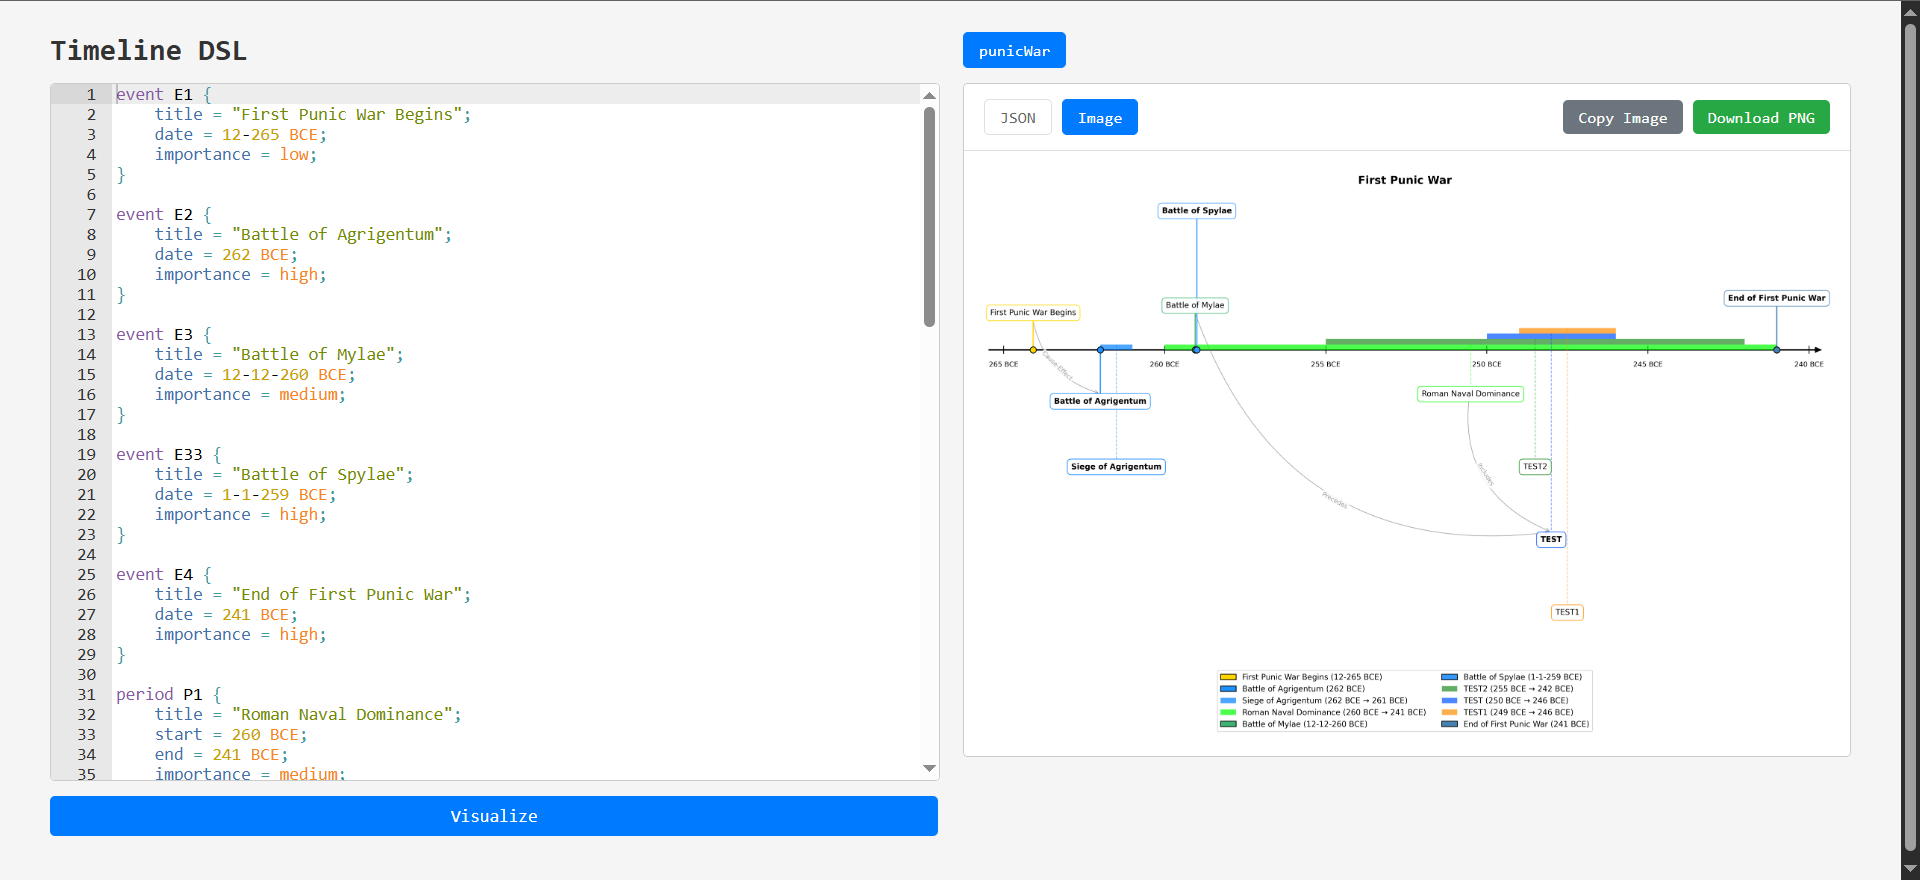 Timeline DSL
1 event E1 {
2 title = "First Punic War Begins";
3 date = 12-265 BCE;
4 importance = low;
5 }
6
7 event E2 {
8 title = "Battle of Agrigentum";
9 date = 262 BCE;
10 importance = high;
11 }
12
13 event E3 {
14 title = "Battle of Mylae";
15 date = 12-12-260 BCE;
16 importance = medium;
17 }
18
19 event E33 {
20 title = "Battle of Spylae";
21 date = 1-1-259 BCE;
22 importance = high;
23 }
24
25 event E4 {
26 title = "End of First Punic War";
27 date = 241 BCE;
28 importance = high;
29 }
30
31 period P1 {
32 title = "Roman Naval Dominance";
33 start = 260 BCE;
34 end = 241 BCE;
35 importance = medium;
Visualize
punicWar
JSON Image Copy Image Download PNG
First Punic War
Battle of Spylae
End of First Punic War
Battle of Mylae
First Punic War Begins
265 BCE 260 BCE 255 BCE 250 BCE 245 BCE 240 BCE
Cause-Effect
Roman Naval Dominance
Battle of Agrigentum
Siege of Agrigentum
TEST2
Includes
Precedes
TEST
TEST1
First Punic War Begins (12-265 BCE)
Battle of Agrigentum (262 BCE)
Siege of Agrigentum (262 BCE → 261 BCE)
Roman Naval Dominance (260 BCE → 241 BCE)
Battle of Mylae (12-12-260 BCE)
Battle of Spylae (1-1-259 BCE)
TEST2 (255 BCE → 242 BCE)
TEST (250 BCE → 246 BCE)
TEST1 (249 BCE → 246 BCE)
End of First Punic War (241 BCE)